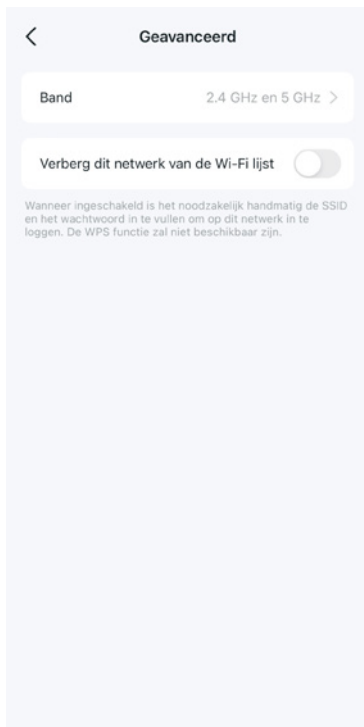 Geavanceerd
Band 2.4 GHz en 5 GHz
Verberg dit netwerk van de Wi-Fi lijst
Wanneer ingeschakeld is het noodzakelijk handmatig de SSID
en het wachtwoord in te vullen om op dit netwerk in te
loggen. De WPS functie zal niet beschikbaar zijn.